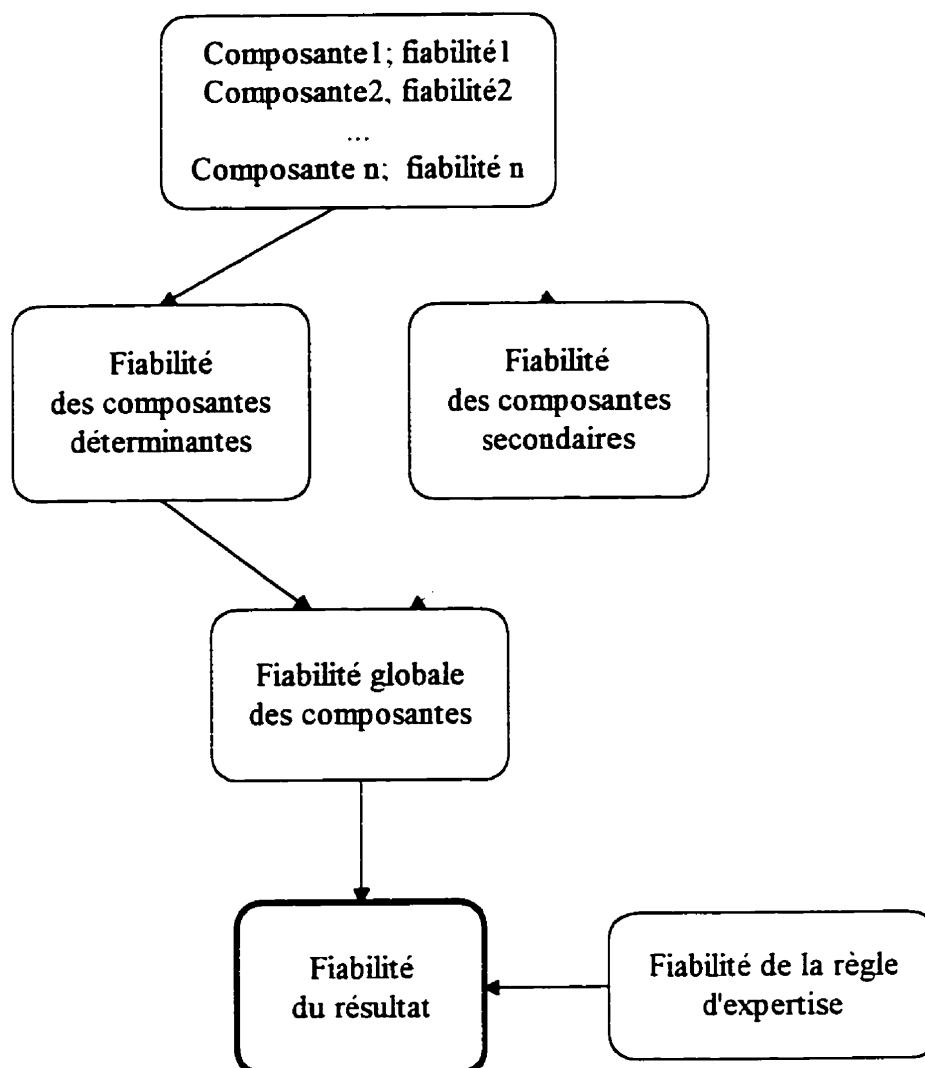 Composante1; fiabilité1
Composante2, fiabilité2
...
Composante n; fiabilité n
Fiabilité
des composantes
déterminantes
Fiabilité
des composantes
secondaires
Fiabilité globale
des composantes
Fiabilité
du résultat
Fiabilité de la règle
d'expertise